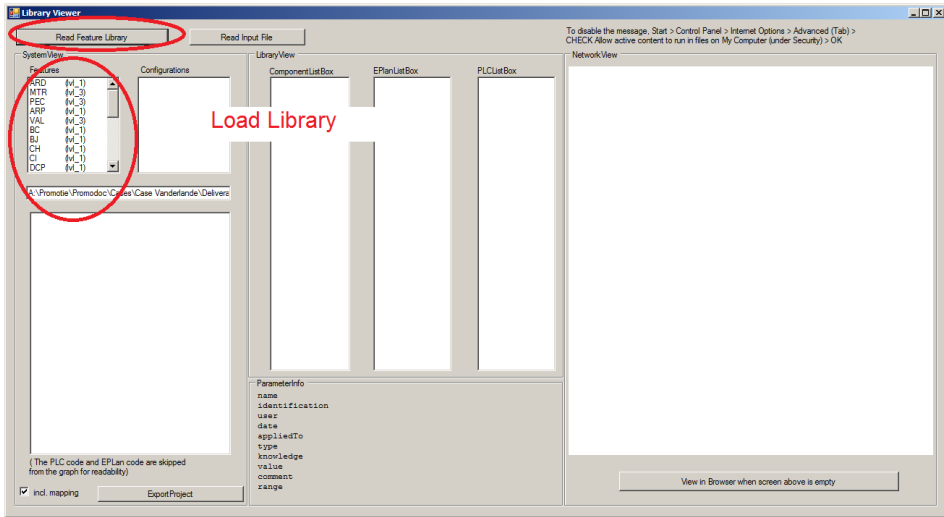 Library Viewer
Read Feature Library
Read Input File
To disable the message, Start > Control Panel > Internet Options > Advanced (Tab) >
CHECK Allow active content to run in files on My Computer (under Security) > OK
SystemView
LibraryView
NetworkView
Features
Configurations
ComponentListBox
EPlanListBox
PLCListBox
ARD (lvl_1)
MTR (lvl_3)
PEC (lvl_3)
ARP (lvl_1)
VAL (lvl_3)
BC (lvl_1)
BJ (lvl_1)
CH (lvl_1)
CI (lvl_1)
DCP (lvl_1)
Load Library
A:\Promotie\Promodoc\Cases\Case Vanderlande\Delivera
ParameterInfo
name
identification
user
date
appliedTo
type
knowledge
value
comment
range
( The PLC code and EPLan code are skipped
from the graph for readability)
incl. mapping
ExportProject
View in Browser when screen above is empty